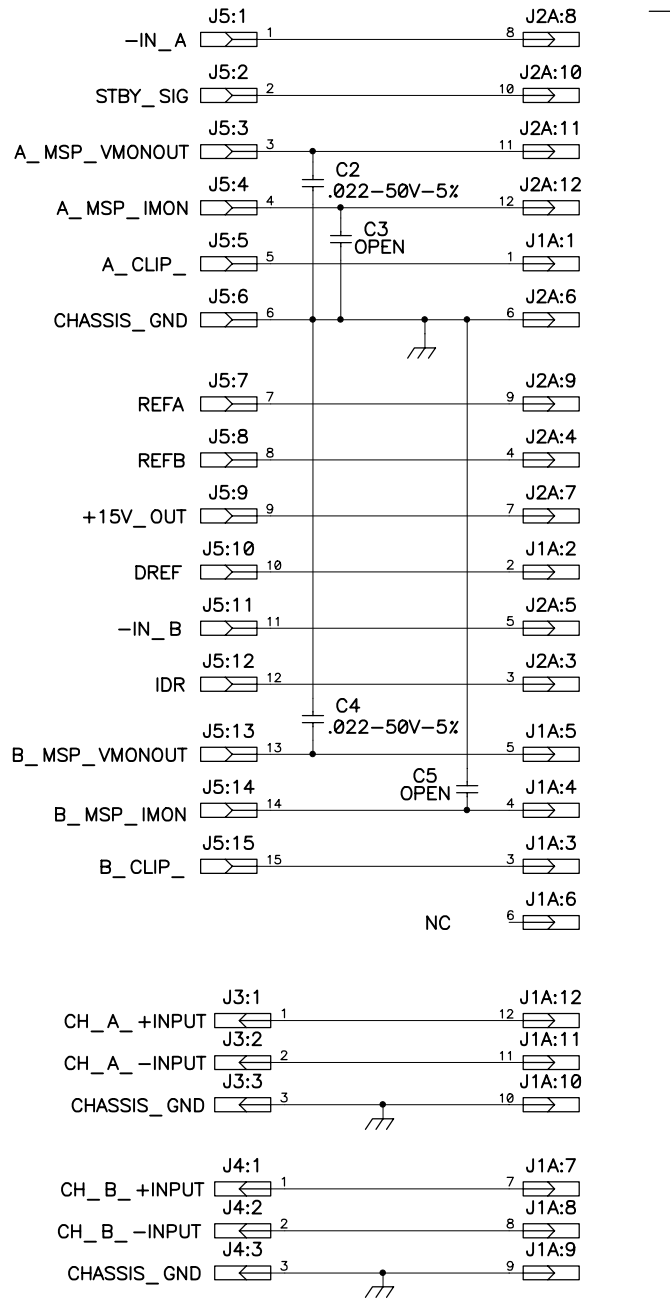 J5:1 J2A:8
-IN_A 1 8
J5:2 J2A:10
STBY_SIG 2 10
J5:3 J2A:11
A_MSP_VMONOUT 3 11
C2
.022-50V-5%
J5:4 J2A:12
A_MSP_IMON 4 12
C3
OPEN
J5:5 J1A:1
A_CLIP_ 5 1
J5:6 J2A:6
CHASSIS_GND 6 6
J5:7 J2A:9
REFA 7 9
J5:8 J2A:4
REFB 8 4
J5:9 J2A:7
+15V_OUT 9 7
J5:10 J1A:2
DREF 10 2
J5:11 J2A:5
-IN_B 11 5
J5:12 J2A:3
IDR 12 3
C4
.022-50V-5%
J5:13 J1A:5
B_MSP_VMONOUT 13 5
C5
OPEN
J5:14 J1A:4
B_MSP_IMON 14 4
J5:15 J1A:3
B_CLIP_ 15 3
J1A:6
NC 6
J3:1 J1A:12
CH_A_+INPUT 1 12
J3:2 J1A:11
CH_A_-INPUT 2 11
J3:3 J1A:10
CHASSIS_GND 3 10
J4:1 J1A:7
CH_B_+INPUT 1 7
J4:2 J1A:8
CH_B_-INPUT 2 8
J4:3 J1A:9
CHASSIS_GND 3 9